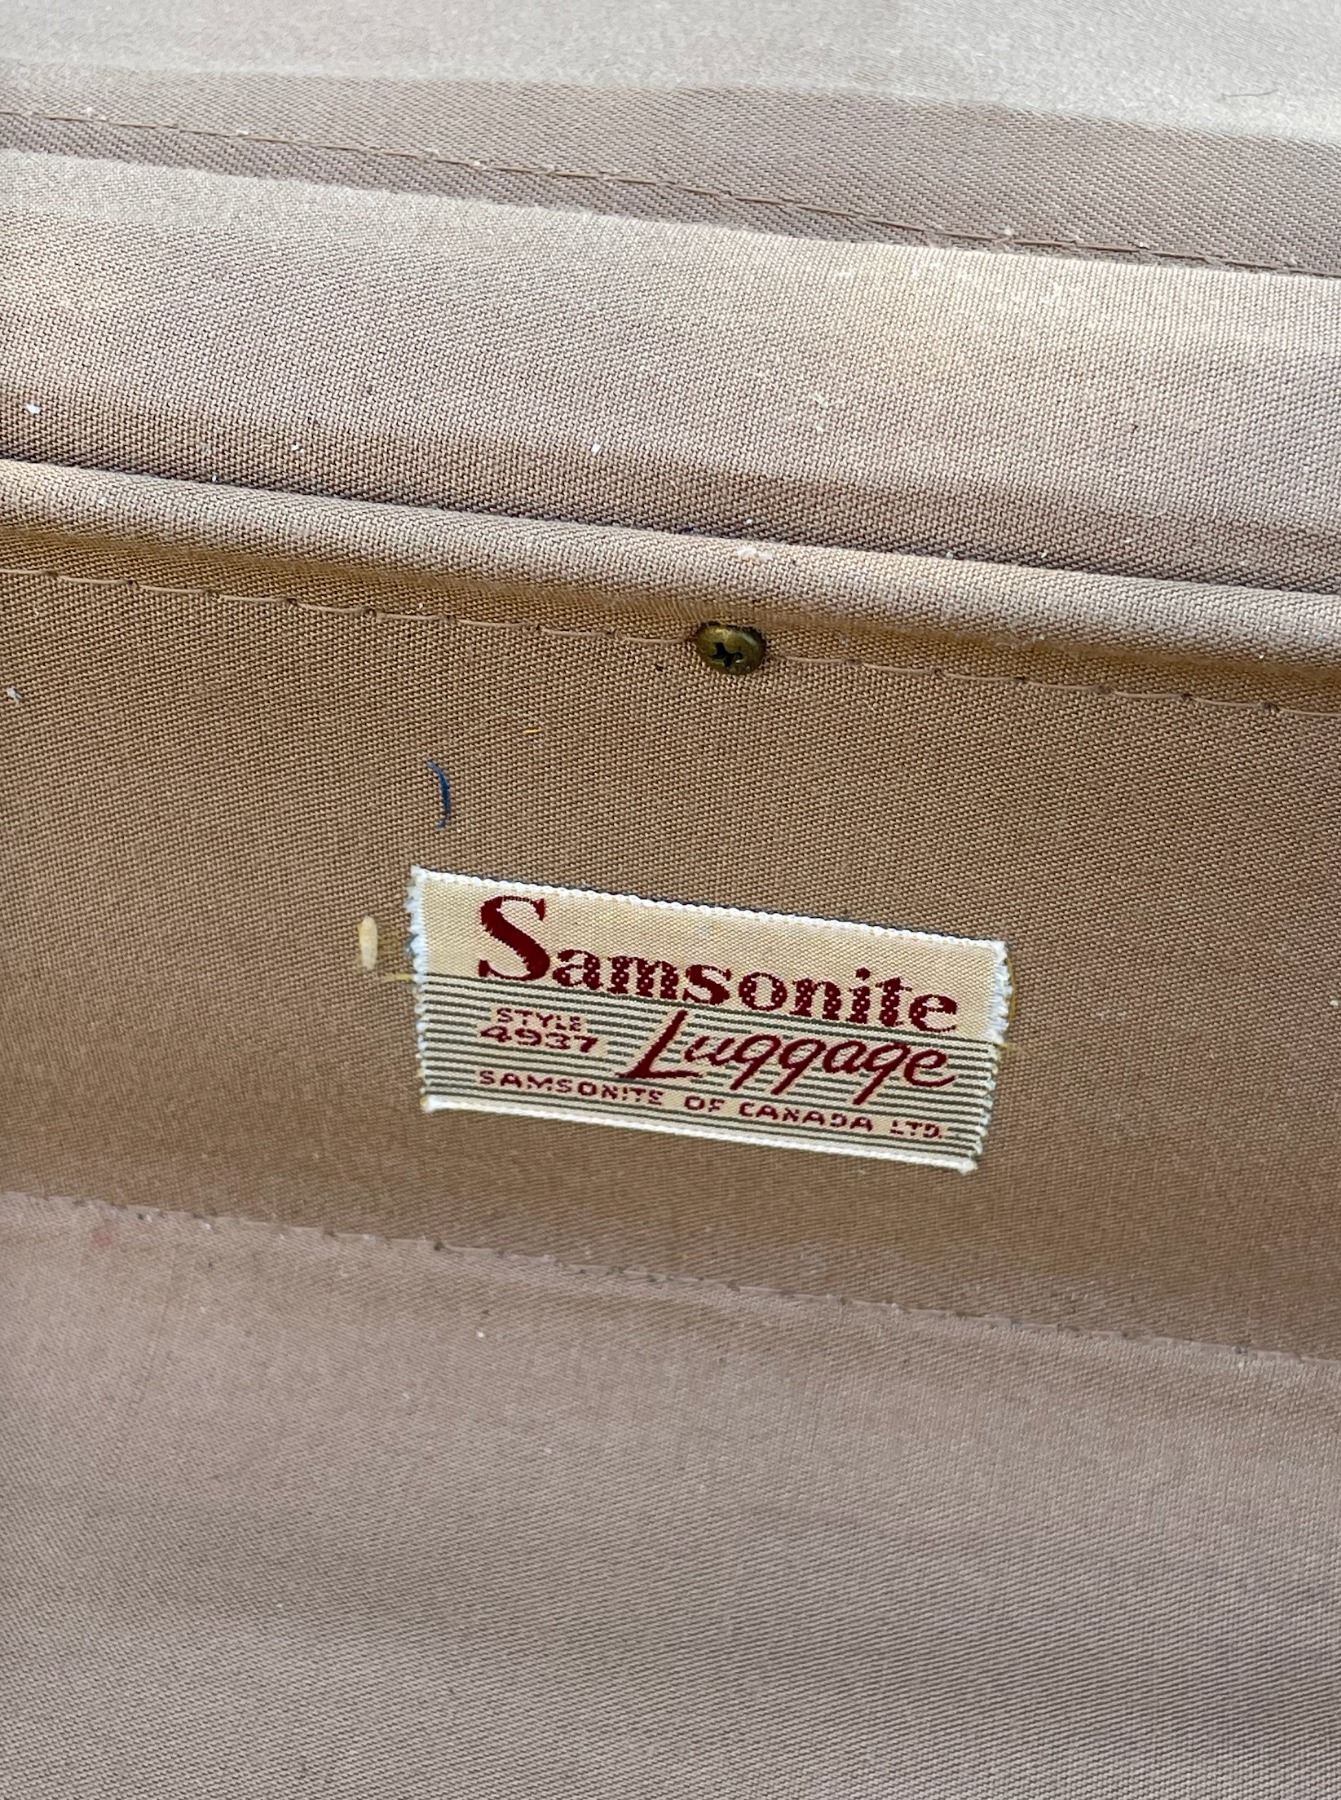 Samsonite
STYLE
4937 Luggage
SAMSONITE OF CANADA LTD.